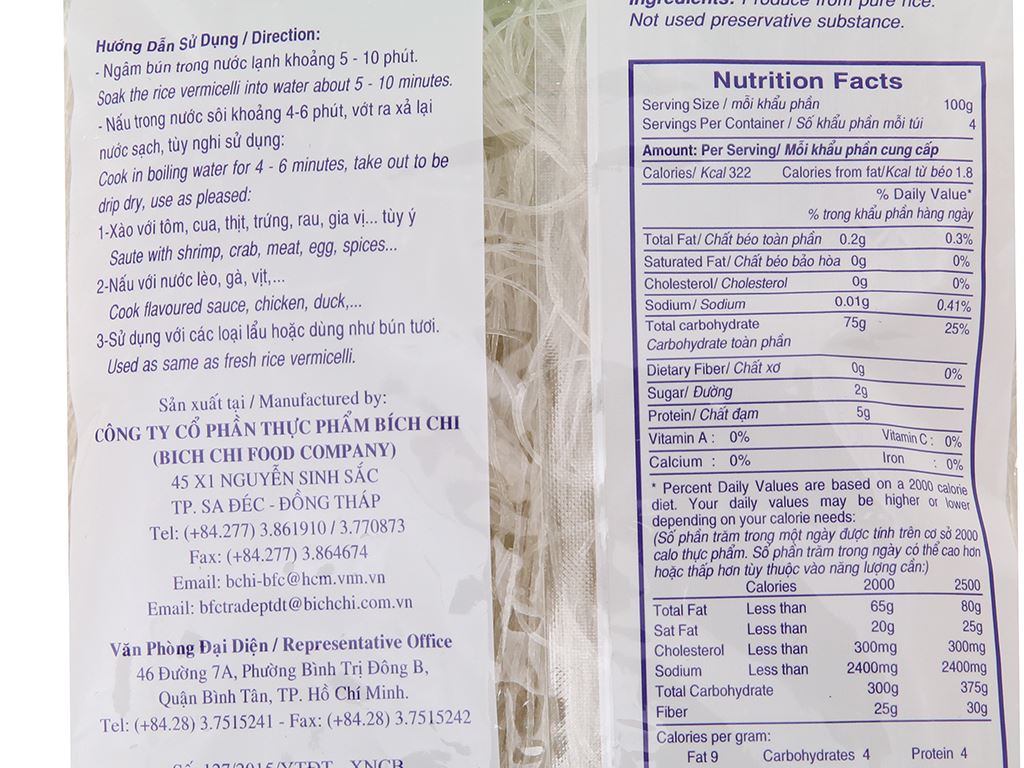 Hướng Dẫn Sử Dụng / Direction:
- Ngâm bún trong nước lạnh khoảng 5 - 10 phút.
Soak the rice vermicelli into water about 5 - 10 minutes.
- Nấu trong nước sôi khoảng 4-6 phút, vớt ra xả lại
nước sạch, tùy nghi sử dụng:
Cook in boiling water for 4 - 6 minutes, take out to be
drip dry, use as pleased:
1-Xào với tôm, cua, thịt, trứng, rau, gia vị... tùy ý
Saute with shrimp, crab, meat, egg, spices...
2-Nấu với nước lèo, gà, vịt,...
Cook flavoured sauce, chicken, duck,...
3-Sử dụng với các loại lẩu hoặc dùng như bún tươi.
Used as same as fresh rice vermicelli.
Sản xuất tại / Manufactured by:
CÔNG TY CỔ PHẦN THỰC PHẨM BÍCH CHI
(BICH CHI FOOD COMPANY)
45 X1 NGUYỄN SINH SẮC
TP. SA ĐÉC - ĐỒNG THÁP
Tel: (+84.277) 3.861910 / 3.770873
Fax: (+84.277) 3.864674
Email: bchi-bfc@hcm.vnn.vn
Email: bfctradeptdt@bichchi.com.vn
Văn Phòng Đại Diện / Representative Office
46 Đường 7A, Phường Bình Trị Đông B,
Quận Bình Tân, TP. Hồ Chí Minh.
Tel: (+84.28) 3.7515241 - Fax: (+84.28) 3.7515242
Số 127/2015/YTĐT - XNCB
Ingredients: Produce from pure rice.
Not used preservative substance.
Nutrition Facts
Serving Size / mỗi khẩu phần 100g
Servings Per Container / Số khẩu phần mỗi túi 4
Amount: Per Serving/ Mỗi khẩu phần cung cấp
Calories/ Kcal 322 Calories from fat/Kcal từ béo 1.8
% Daily Value*
% trong khẩu phần hàng ngày
Total Fat/ Chất béo toàn phần 0.2g 0.3%
Saturated Fat/ Chất béo bảo hòa 0g 0%
Cholesterol/ Cholesterol 0g 0%
Sodium/ Sodium 0.01g 0.41%
Total carbohydrate 75g 25%
Carbohydrate toàn phần
Dietary Fiber/ Chất xơ 0g 0%
Sugar/ Đường 2g
Protein/ Chất đạm 5g
Vitamin A : 0% Vitamin C : 0%
Calcium : 0% Iron : 0%
* Percent Daily Values are based on a 2000 calorie
diet. Your daily values may be higher or lower
depending on your calorie needs:
(Số phần trăm trong một ngày được tính trên cơ sở 2000
calo thực phẩm. Số phần trăm trong ngày có thể cao hơn
hoặc thấp hơn tùy thuộc vào năng lượng cần:)
Calories 2000 2500
Total Fat Less than 65g 80g
Sat Fat Less than 20g 25g
Cholesterol Less than 300mg 300mg
Sodium Less than 2400mg 2400mg
Total Carbohydrate 300g 375g
Fiber 25g 30g
Calories per gram:
Fat 9 Carbohydrates 4 Protein 4